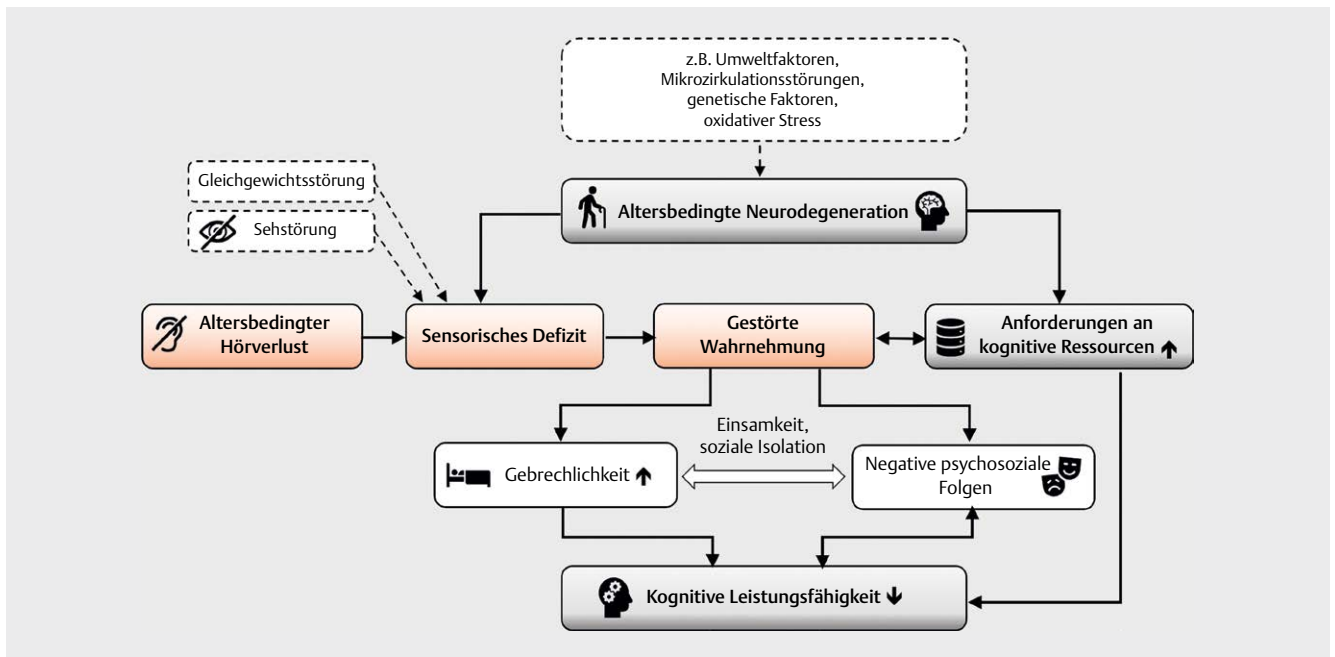 z.B. Umweltfaktoren,
Mikrozirkulationsstörungen,
genetische Faktoren,
oxidativer Stress
Gleichgewichtsstörung
Altersbedingte Neurodegeneration
Sehstörung
Altersbedingter
Hörverlust
Sensorisches Defizit
Gestörte
Wahrnehmung
Anforderungen an
kognitive Ressourcen
Einsamkeit,
soziale Isolation
Gebrechlichkeit
Negative psychosoziale
Folgen
Kognitive Leistungsfähigkeit